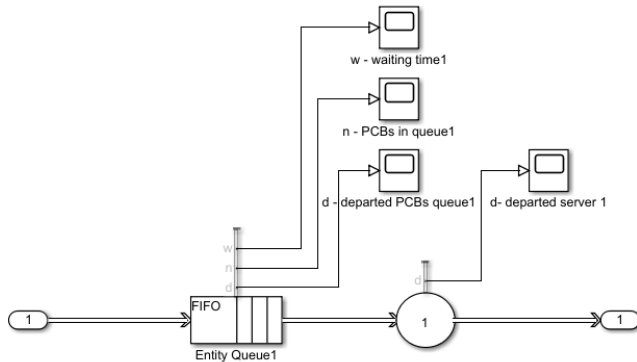 w - waiting time1
n - PCBs in queue1
d - departed PCBs queue1
d- departed server 1
w
n
d
d
1
FIFO
Entity Queue1
1
1